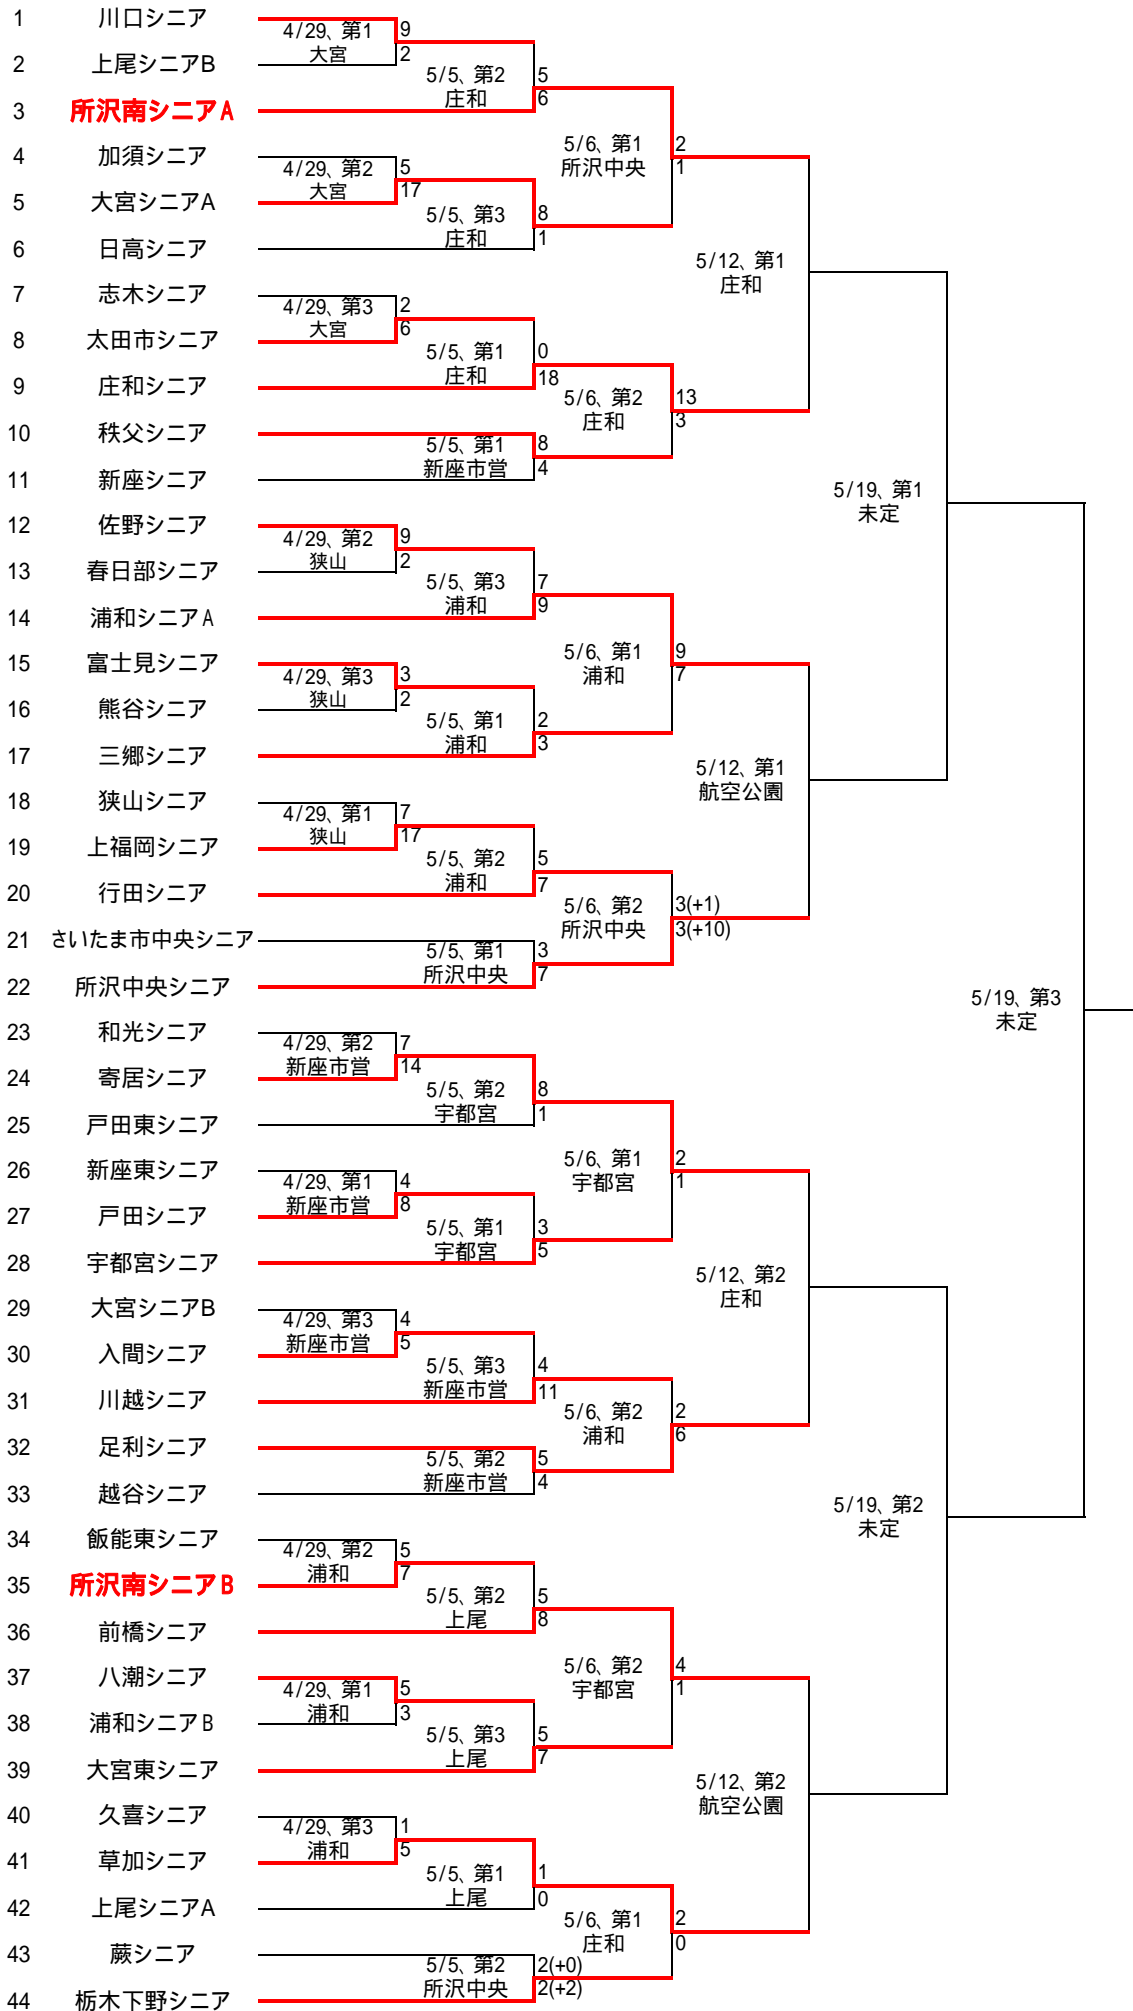 1 川口シニア
4/29、第1 9
大宮 2
2 上尾シニアB
5/5、第2 5
庄和 6
3 所沢南シニアA
5/6、第1 2
所沢中央 1
4 加須シニア
4/29、第2 5
大宮 17
5 大宮シニアA
5/5、第3 8
庄和 1
6 日高シニア
5/12、第1
庄和
7 志木シニア
4/29、第3 2
大宮 6
8 太田市シニア
5/5、第1 0
庄和 18
9 庄和シニア
5/6、第2 13
庄和 3
10 秩父シニア
5/5、第1 8
新座市営 4
11 新座シニア
5/19、第1
未定
12 佐野シニア
4/29、第2 9
狭山 2
13 春日部シニア
5/5、第3 7
浦和 9
14 浦和シニアA
5/6、第1 9
浦和 7
15 富士見シニア
4/29、第3 3
狭山 2
16 熊谷シニア
5/5、第1 2
浦和 3
17 三郷シニア
5/12、第1
航空公園
18 狭山シニア
4/29、第1 7
狭山 17
19 上福岡シニア
5/5、第2 5
浦和 7
20 行田シニア
5/6、第2 3(+1)
所沢中央 3(+10)
21 さいたま市中央シニア
5/5、第1 3
所沢中央 7
22 所沢中央シニア
5/19、第3
未定
23 和光シニア
4/29、第2 7
新座市営 14
24 寄居シニア
5/5、第2 8
宇都宮 1
25 戸田東シニア
5/6、第1 2
宇都宮 1
26 新座東シニア
4/29、第1 4
新座市営 8
27 戸田シニア
5/5、第1 3
宇都宮 5
28 宇都宮シニア
5/12、第2
庄和
29 大宮シニアB
4/29、第3 4
新座市営 5
30 入間シニア
5/5、第3 4
新座市営 11
31 川越シニア
5/6、第2 2
浦和 6
32 足利シニア
5/5、第2 5
新座市営 4
33 越谷シニア
5/19、第2
未定
34 飯能東シニア
4/29、第2 5
浦和 7
35 所沢南シニアB
5/5、第2 5
上尾 8
36 前橋シニア
5/6、第2 4
宇都宮 1
37 八潮シニア
4/29、第1 5
浦和 3
38 浦和シニアB
5/5、第3 5
上尾 7
39 大宮東シニア
5/12、第2
航空公園
40 久喜シニア
4/29、第3 1
浦和 5
41 草加シニア
5/5、第1 1
上尾 0
42 上尾シニアA
5/6、第1 2
庄和 0
43 蕨シニア
5/5、第2 2(+0)
所沢中央 2(+2)
44 栃木下野シニア